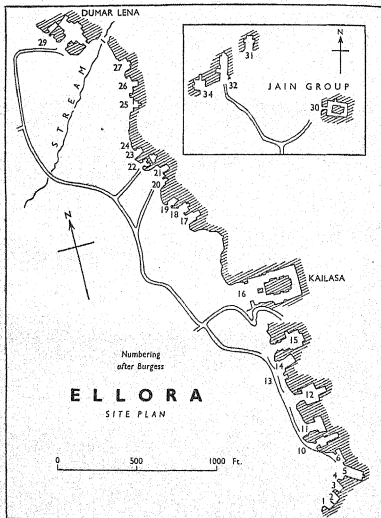 DUMAR LENA
29
STREAM
27
26
25
24
23
22
21
20
19
18
17
N
31
32
34
JAIN GROUP
30
N
KAILASA
16
15
14
13
12
11
10
6
5
4
3
2
1
Numbering
after Burgess
ELLORA
SITE PLAN
0 500 1000 Ft.